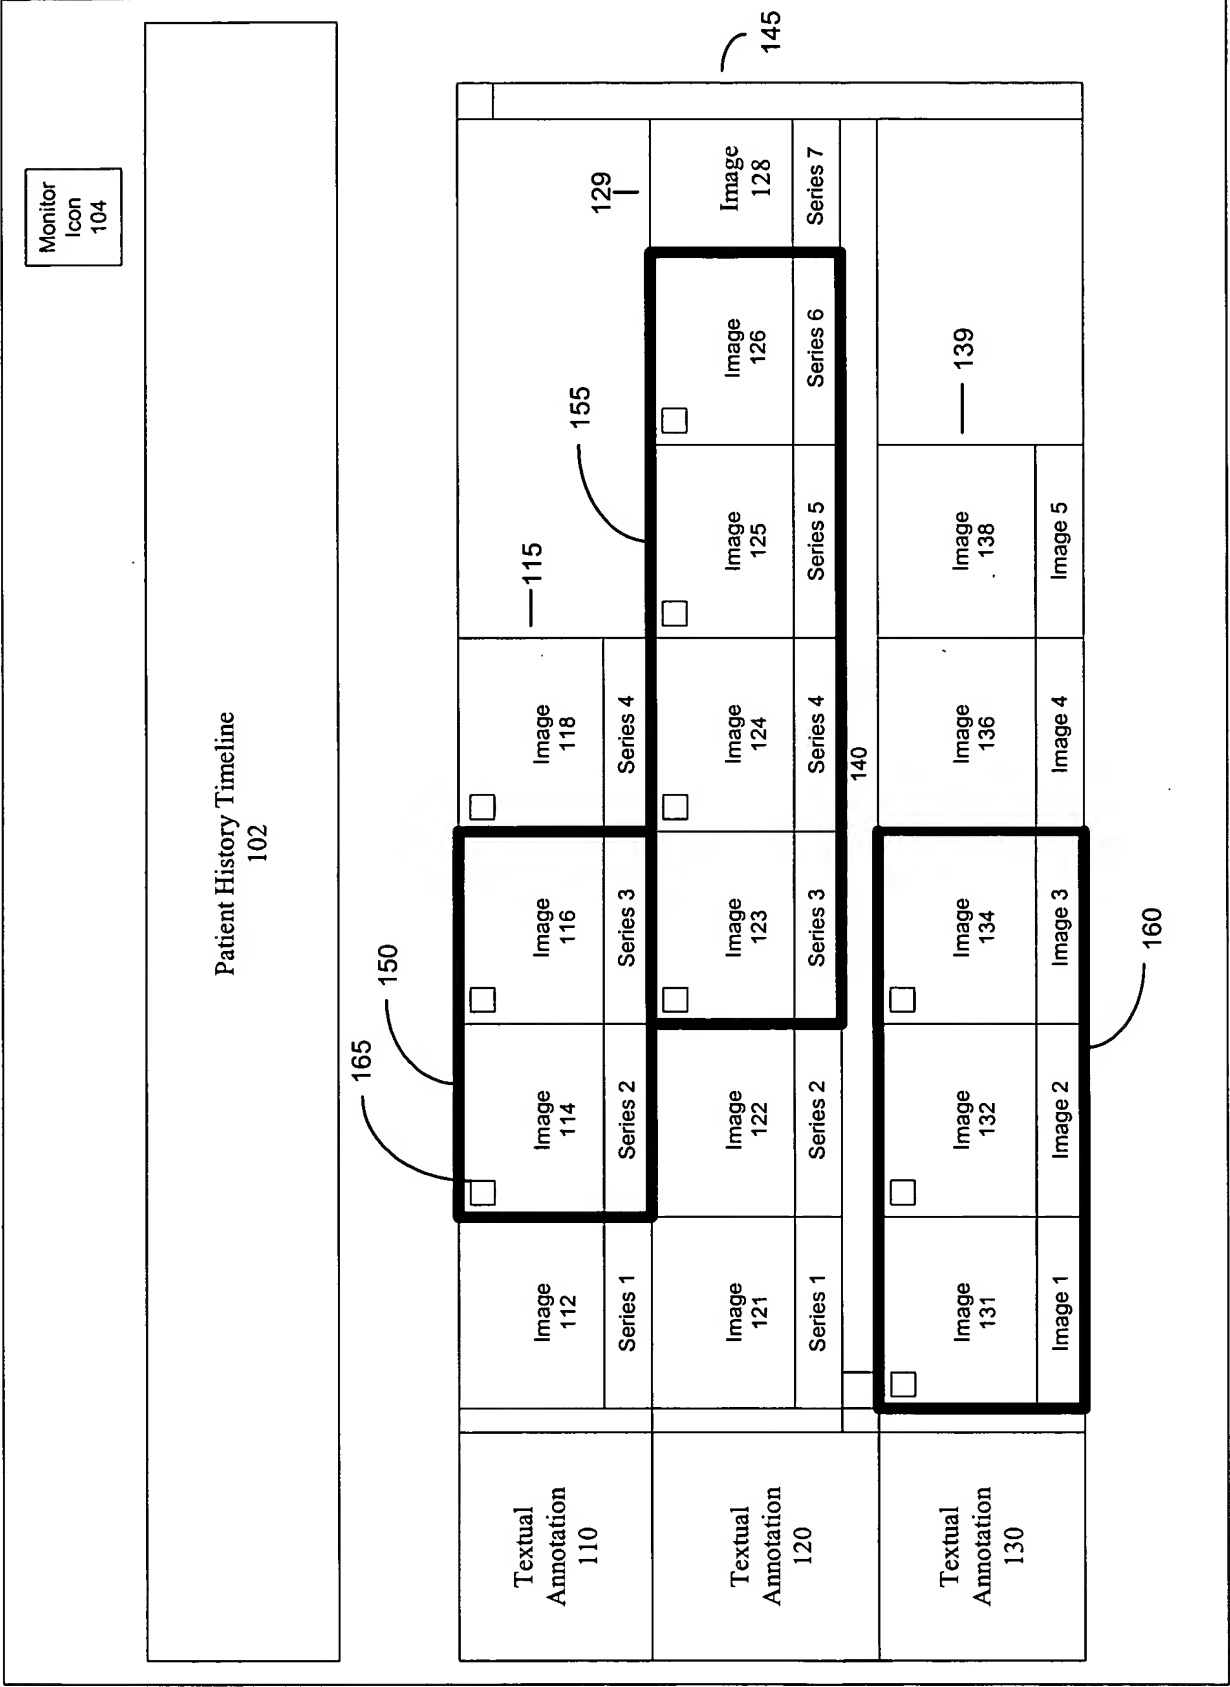 Monitor
Icon
104
Patient History Timeline
102
145
165
150
115
155
129
Textual
Annotation
110
Image
112
Series 1
Image
114
Series 2
Image
116
Series 3
Image
118
Series 4
Textual
Annotation
120
Image
121
Series 1
Image
122
Series 2
Image
123
Series 3
Image
124
Series 4
Image
125
Series 5
Image
126
Series 6
Image
128
Series 7
140
139
Textual
Annotation
130
Image
131
Image 1
Image
132
Image 2
Image
134
Image 3
Image
136
Image 4
Image
138
Image 5
160